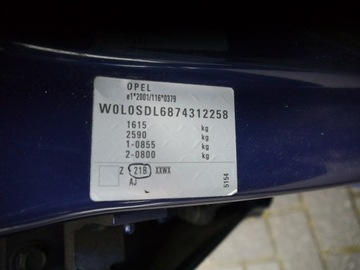 OPEL
e1*2001/116*0379
W0L0SDL6874312258
1615 kg
2590 kg
1-0855 kg
2-0800 kg
Z 21B XXWX
AJ
5154